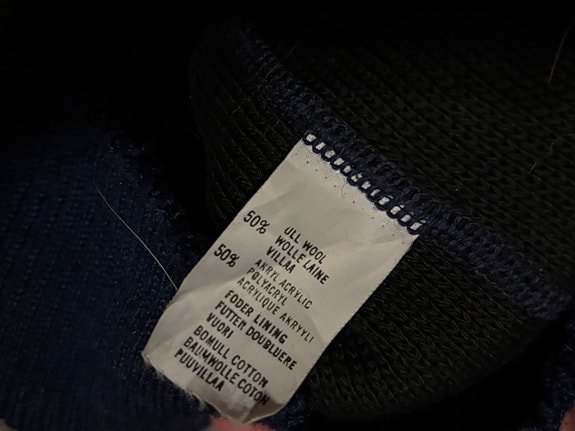 50% ULL WOOL
WOLLE LAINE
VILLAA
50% AKRYL ACRYLIC
POLYACRYL
ACRYLIQUE AKRYYLI
FODER LINING
FUTTER DOUBLUERE
VUORI
BOMULL COTTON
BAUMWOLLE COTON
PUUVILLAA